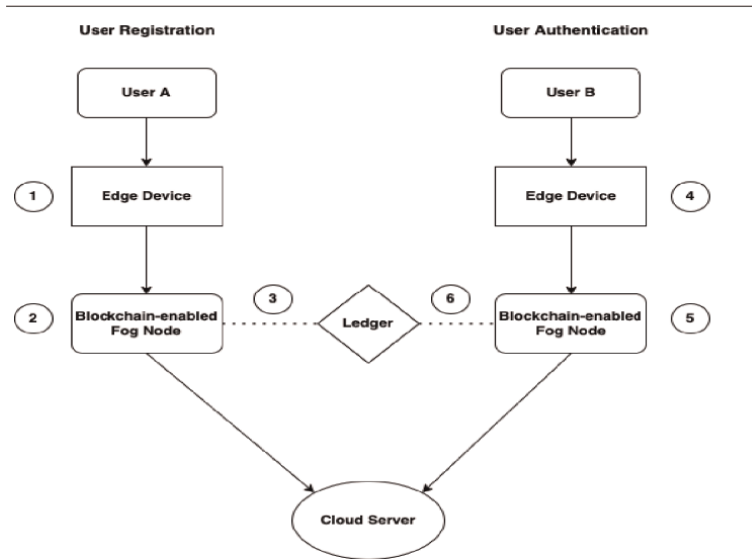 User Registration
User Authentication
User A
User B
1
Edge Device
Edge Device
4
3
6
2
Blockchain-enabled
Fog Node
Ledger
Blockchain-enabled
Fog Node
5
Cloud Server